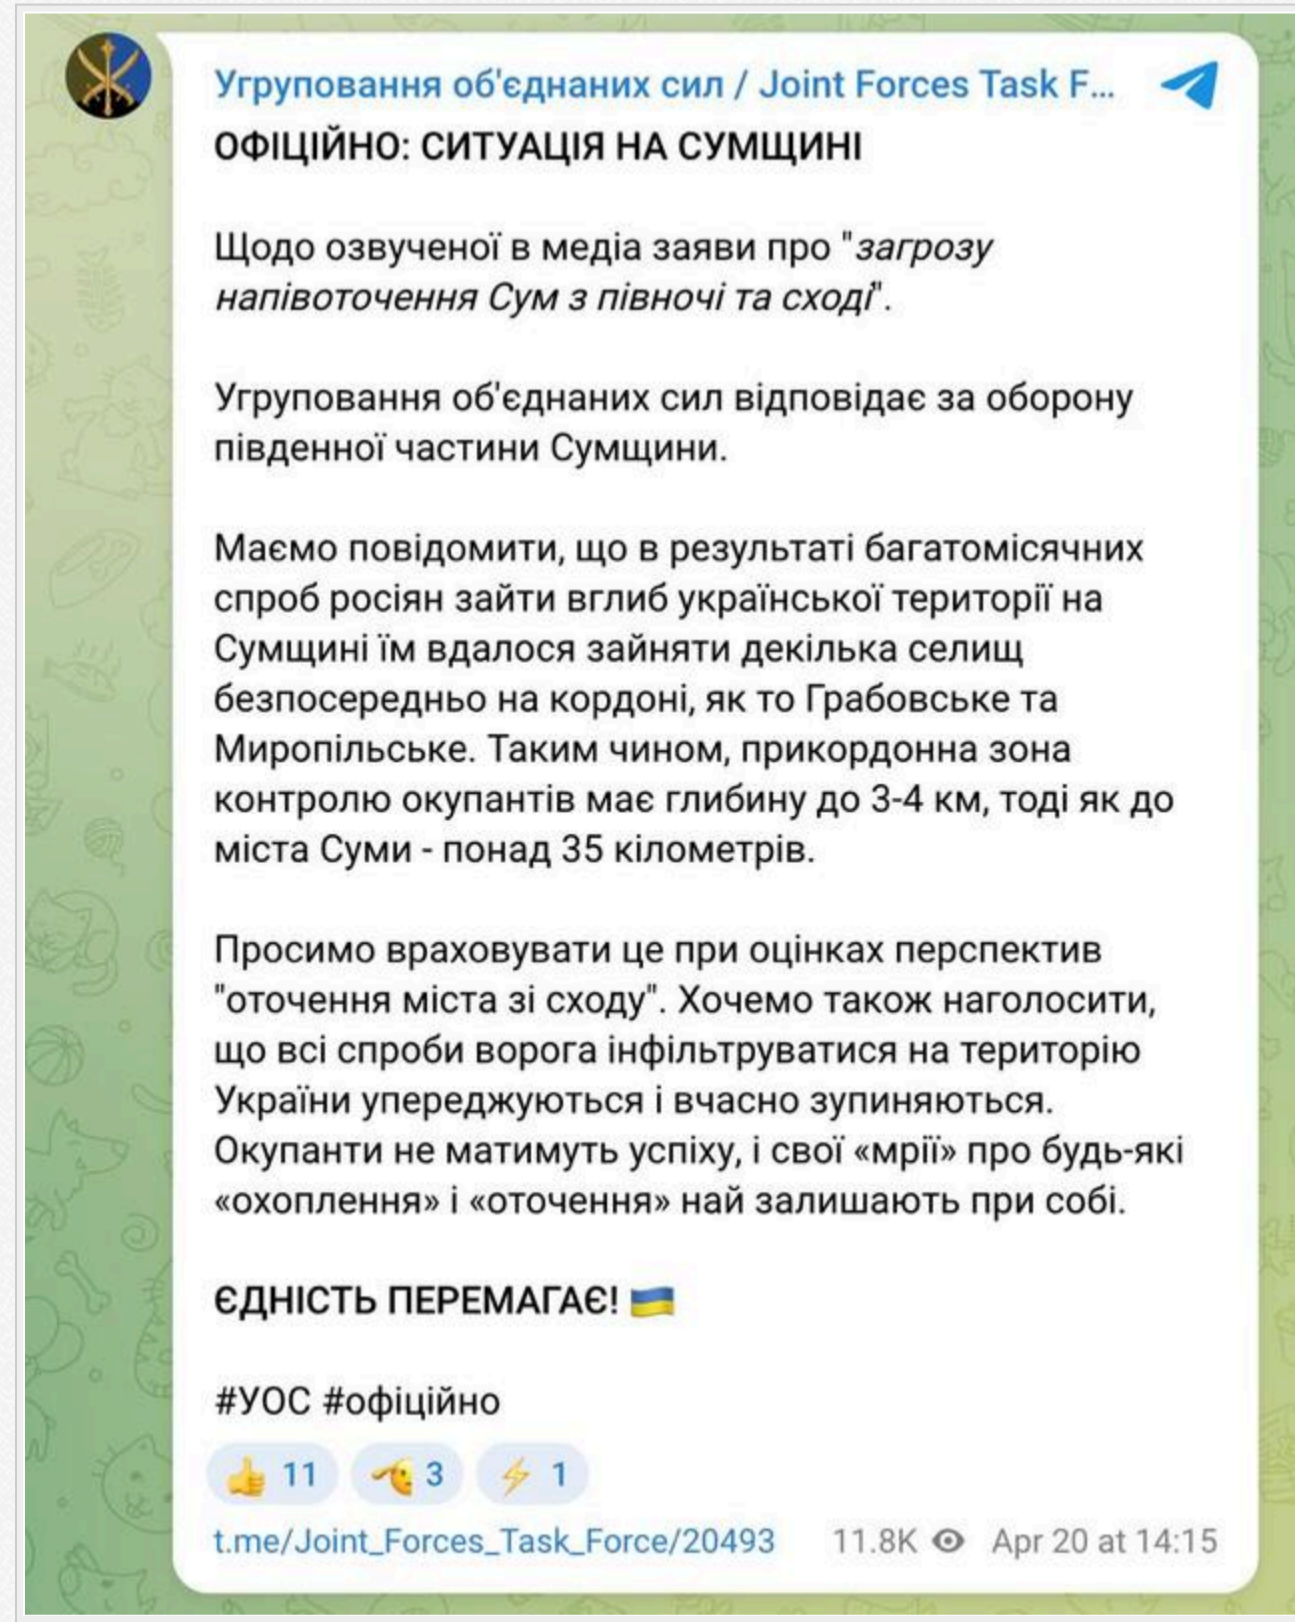 Угруповання об'єднаних сил / Joint Forces Task F...
ОФІЦІЙНО: СИТУАЦІЯ НА СУМЩИНІ
Щодо озвученої в медіа заяви про "загрозу
напівоточення Сум з півночі та сході".
Угруповання об'єднаних сил відповідає за оборону
південної частини Сумщини.
Маємо повідомити, що в результаті багатомісячних
спроб росіян зайти вглиб української території на
Сумщині їм вдалося зайняти декілька селищ
безпосередньо на кордоні, як то Грабовське та
Миропільське. Таким чином, прикордонна зона
контролю окупантів має глибину до 3-4 км, тоді як до
міста Суми - понад 35 кілометрів.
Просимо враховувати це при оцінках перспектив
"оточення міста зі сходу". Хочемо також наголосити,
що всі спроби ворога інфільтруватися на територію
України упереджуються і вчасно зупиняються.
Окупанти не матимуть успіху, і свої «мрії» про будь-які
«охоплення» і «оточення» най залишають при собі.
ЄДНІСТЬ ПЕРЕМАГАЄ! 🇺🇦
#УОС #офіційно
👍 11 🫡 3 ⚡ 1
t.me/Joint_Forces_Task_Force/20493 11.8K Apr 20 at 14:15